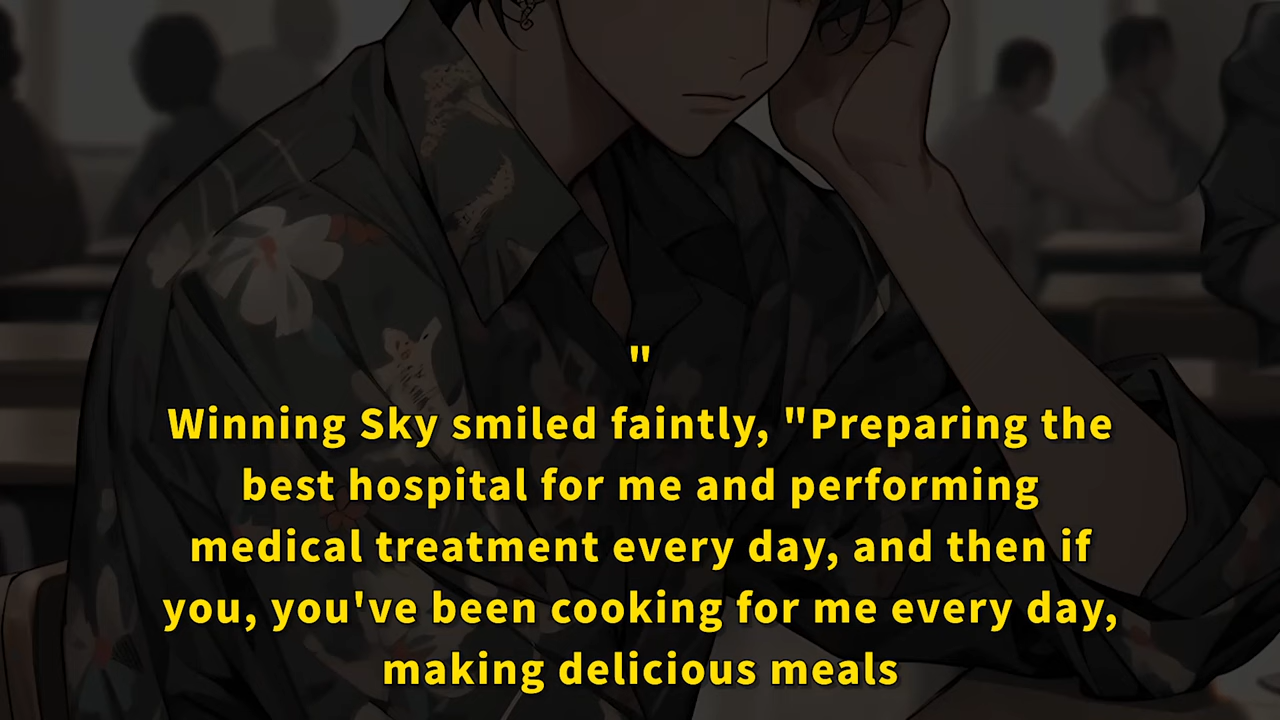 "
Winning Sky smiled faintly, "Preparing the
best hospital for me and performing
medical treatment every day, and then if
you, you've been cooking for me every day,
making delicious meals